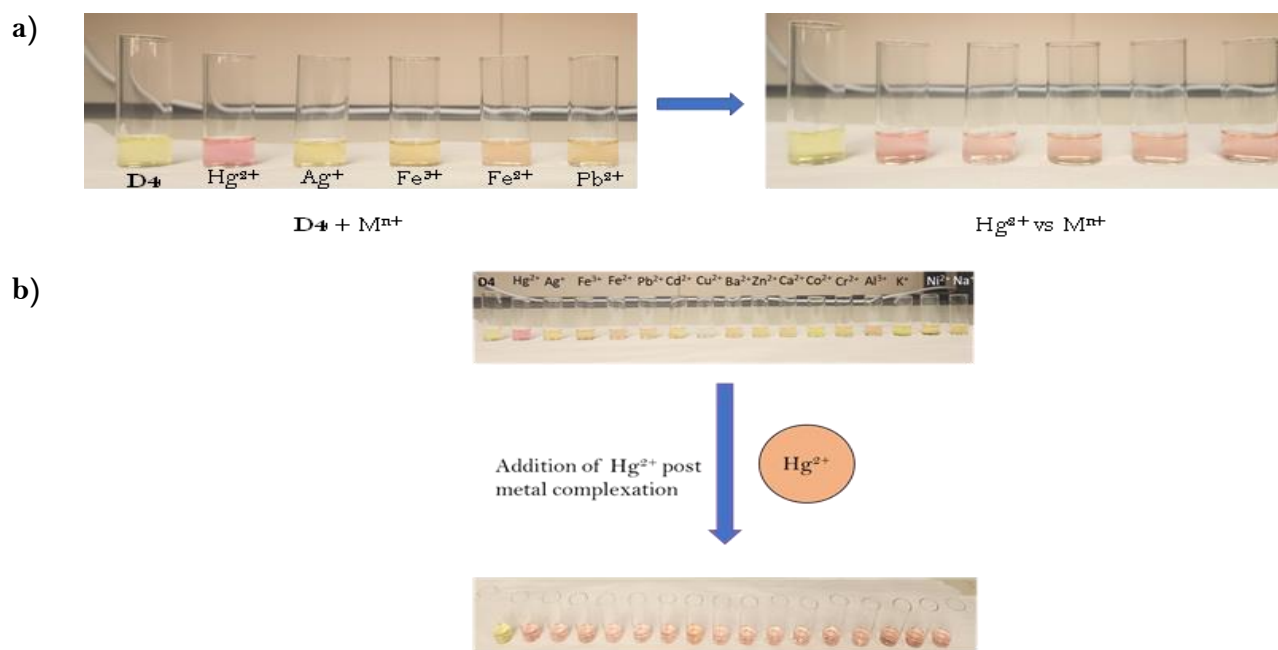 a)
D4 Hg²⁺ Ag⁺ Fe³⁺ Fe²⁺ Pb²⁺
D4 + Mⁿ⁺
Hg²⁺ vs Mⁿ⁺
b)
D4 Hg²⁺ Ag⁺ Fe³⁺ Fe²⁺ Pb²⁺ Cd²⁺ Cu²⁺ Ba²⁺ Zn²⁺ Ca²⁺ Co²⁺ Cr²⁺ Al³⁺ K⁺ Ni²⁺ Na⁺
Addition of Hg²⁺ post
metal complexation
Hg²⁺